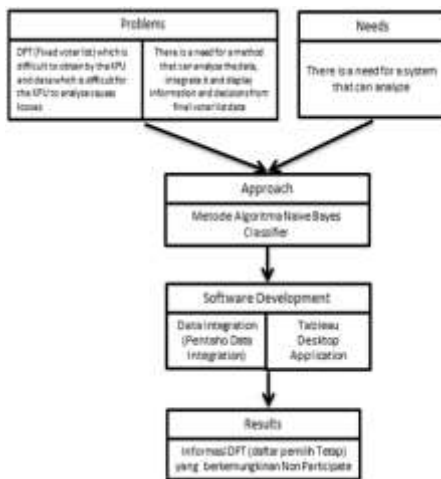 Problems
DPT (Fixed voter list) which is
difficult to obtain by the KPU
and data which is difficult for
the KPU to analyse causes
losses
There is a need for a method
that can analyse the data,
integrate it and display
information and decisions from
final voter list data
Needs
There is a need for a system
that can analyze
Approach
Metode Algoritma Naive Bayes
Classifier
Software Development
Data Integration
(Pentaho Data
Integration)
Tableau
Desktop
Application
Results
Informasi DPT (daftar pemilih Tetap)
yang berkemungkinan Non Participate